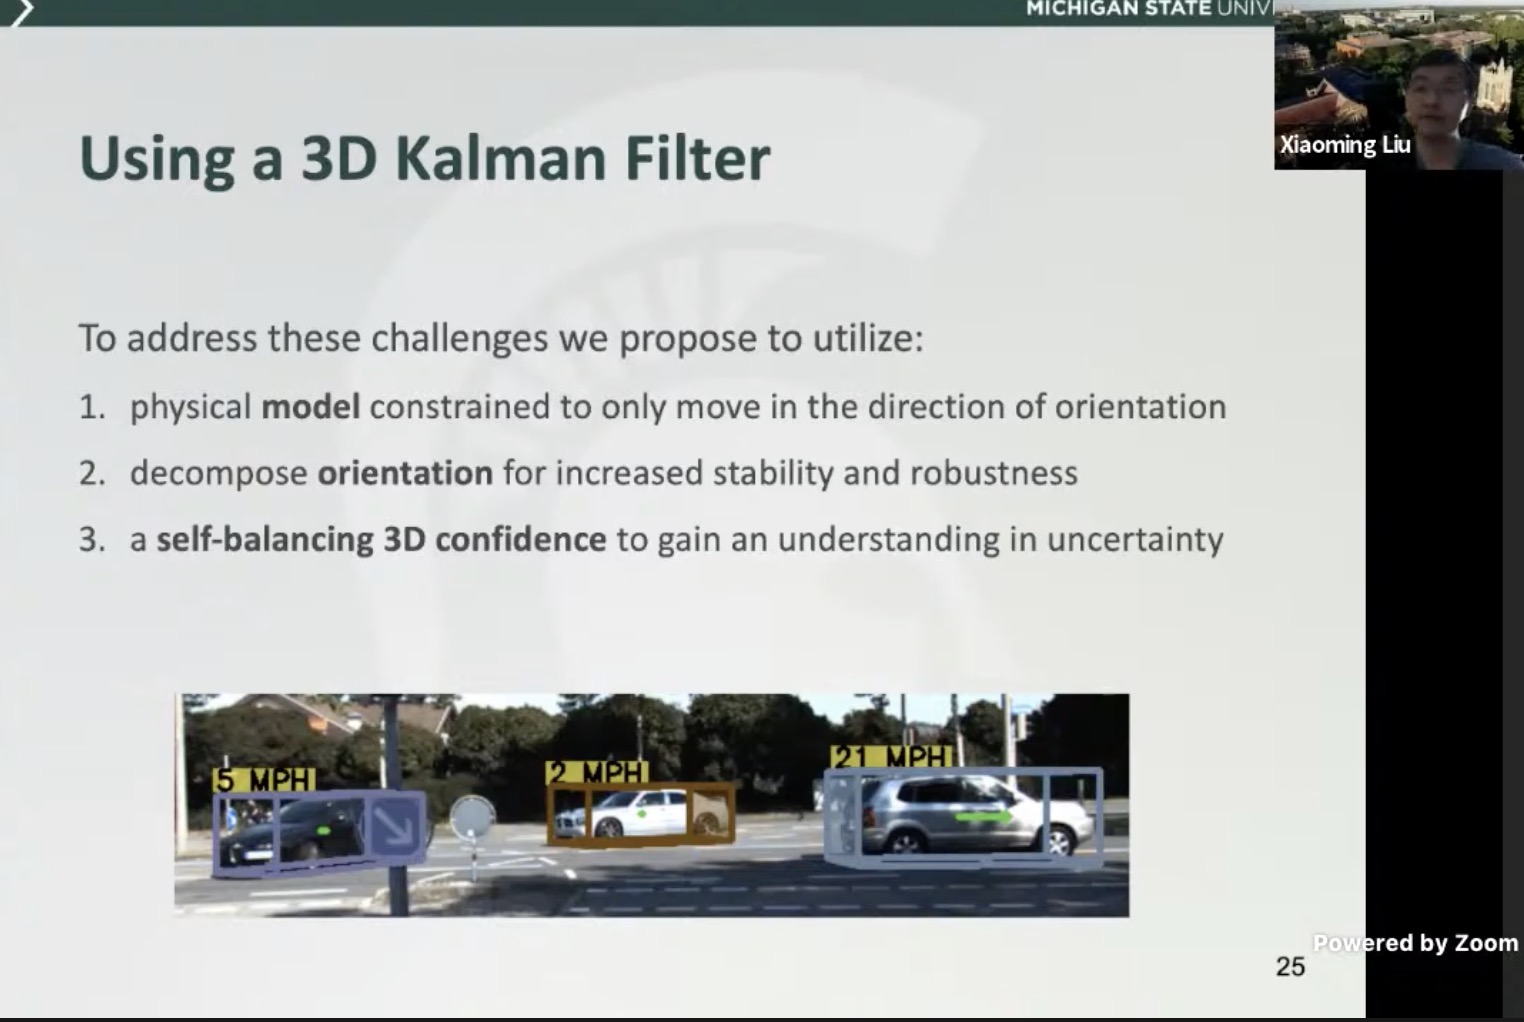 MICHIGAN STATE UNIV
Xiaoming Liu
Using a 3D Kalman Filter
To address these challenges we propose to utilize:
1. physical model constrained to only move in the direction of orientation
2. decompose orientation for increased stability and robustness
3. a self-balancing 3D confidence to gain an understanding in uncertainty
5 MPH
2 MPH
21 MPH
Powered by Zoom
25